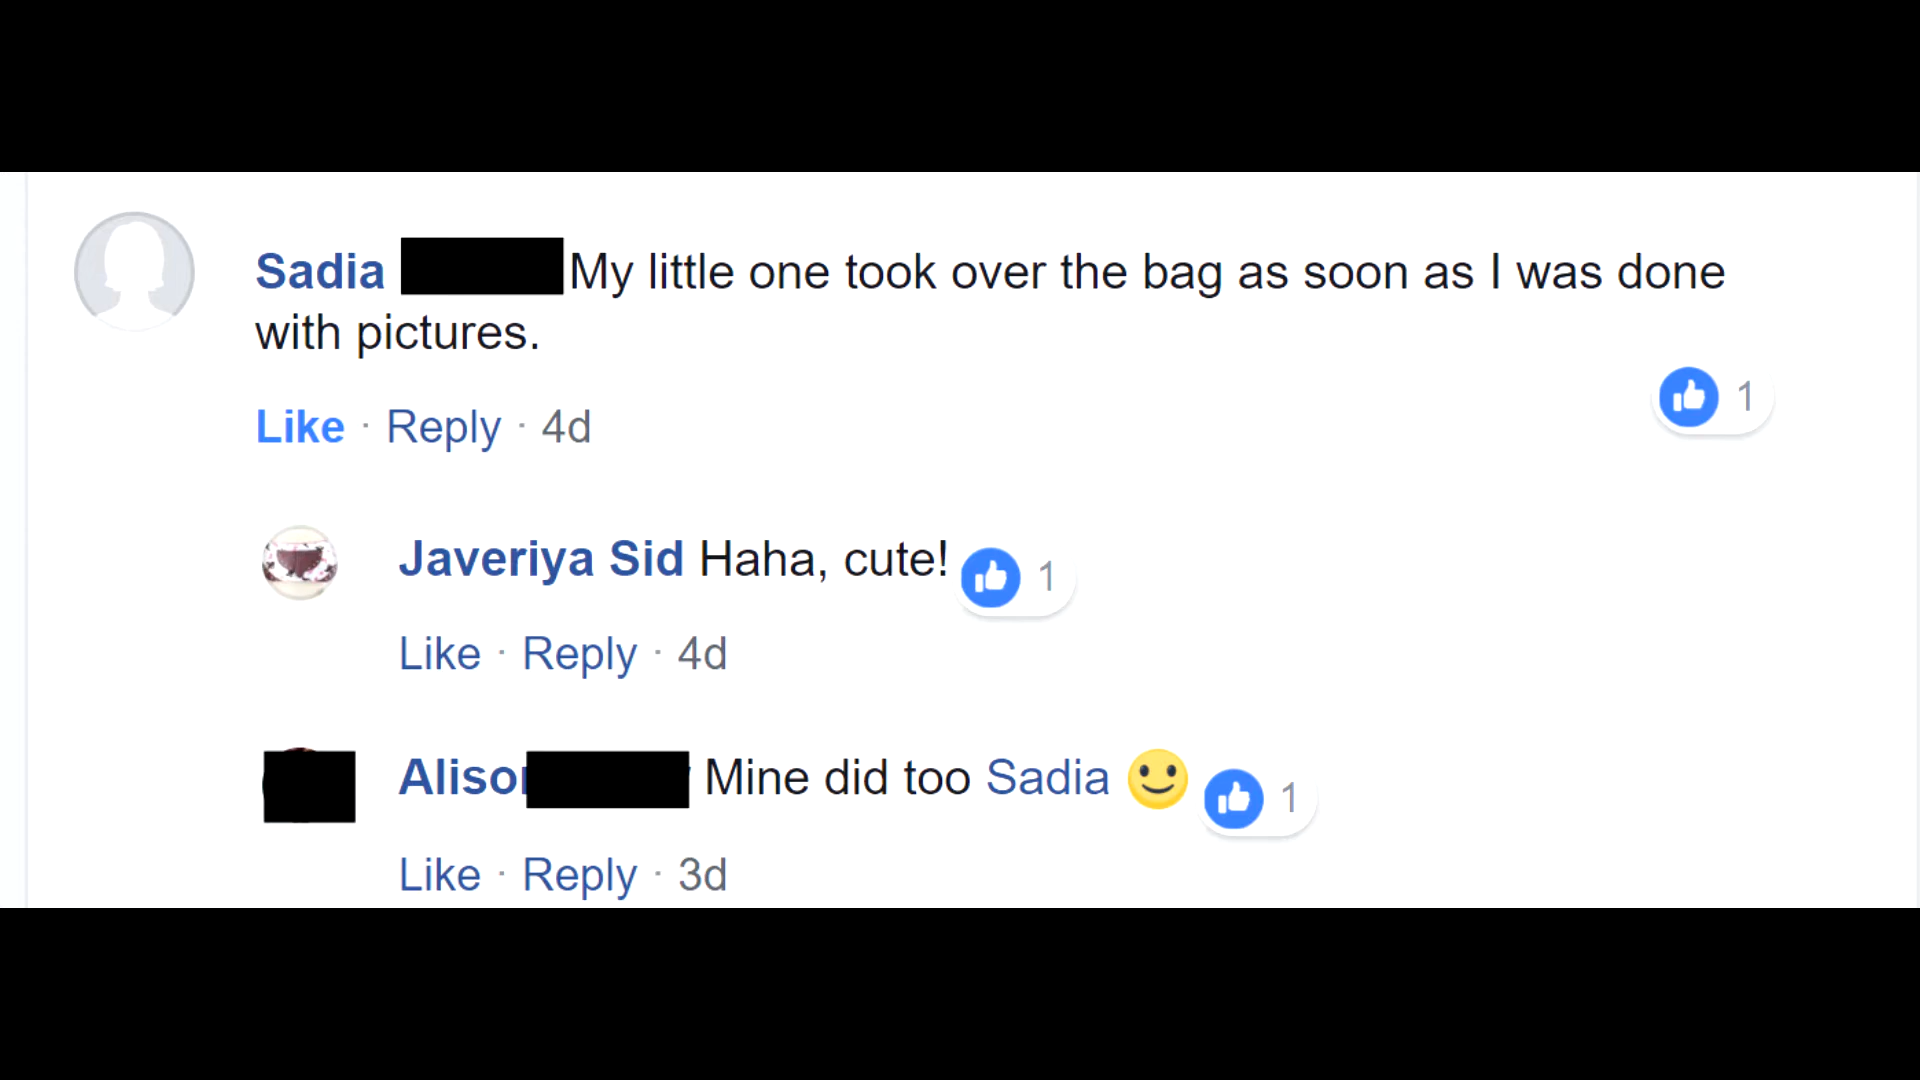 Sadia My little one took over the bag as soon as I was done
with pictures.
1
Like · Reply · 4d
Javeriya Sid Haha, cute! 1
Like · Reply · 4d
Mine did too Sadia 🙂 1
Like · Reply · 3d